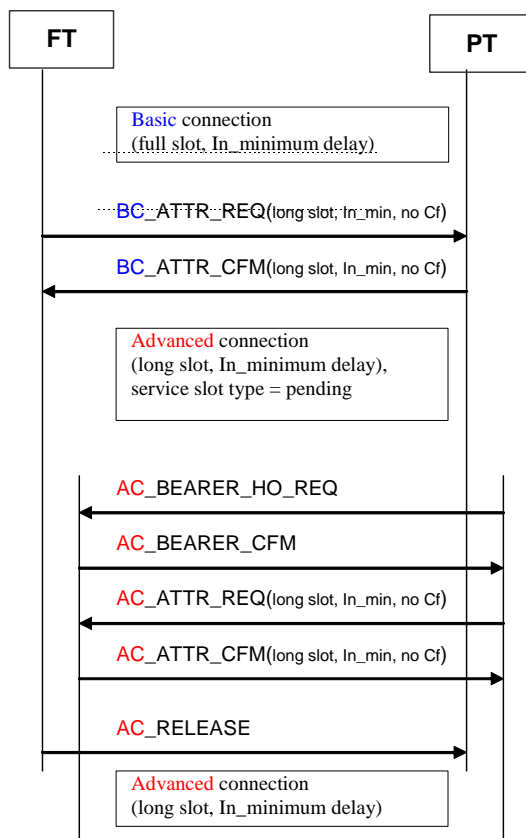 FT
PT
Basic connection
(full slot, In_minimum delay)
BC_ATTR_REQ(long slot, In_min, no Cf)
BC_ATTR_CFM(long slot, In_min, no Cf)
Advanced connection
(long slot, In_minimum delay),
service slot type = pending
AC_BEARER_HO_REQ
AC_BEARER_CFM
AC_ATTR_REQ(long slot, In_min, no Cf)
AC_ATTR_CFM(long slot, In_min, no Cf)
AC_RELEASE
Advanced connection
(long slot, In_minimum delay)